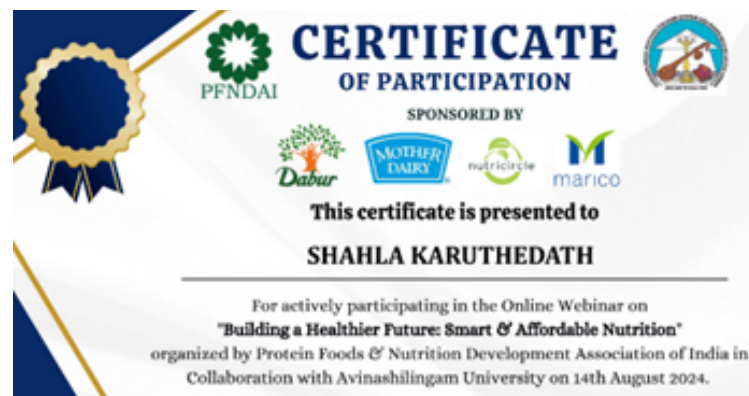 PFNDAI
CERTIFICATE
OF PARTICIPATION
SPONSORED BY
Dabur
MOTHER
DAIRY
nutricircle
marico
This certificate is presented to
SHAHLA KARUTHEDATH
For actively participating in the Online Webinar on
"Building a Healthier Future: Smart & Affordable Nutrition"
organized by Protein Foods & Nutrition Development Association of India in
Collaboration with Avinashilingam University on 14th August 2024.